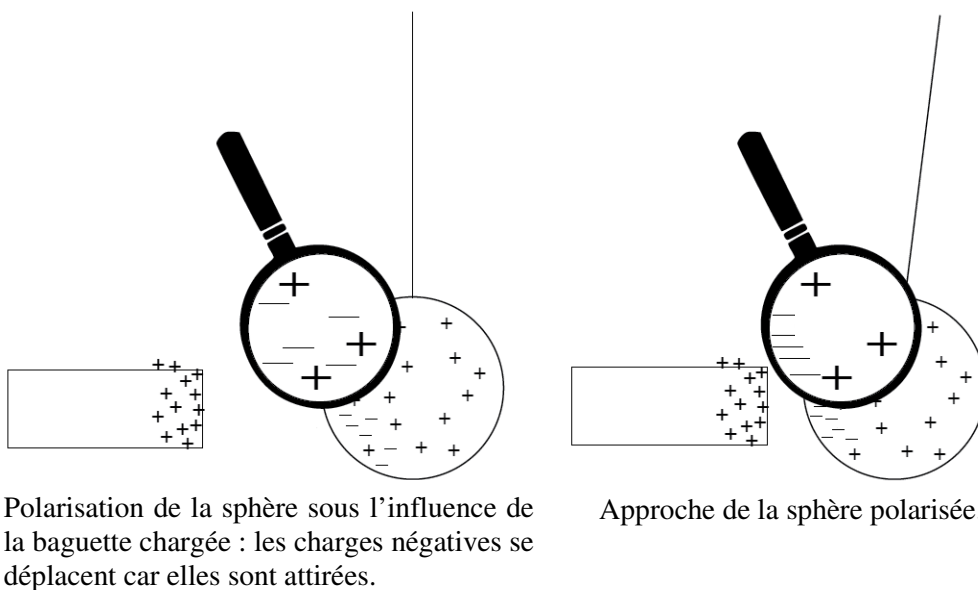 Polarisation de la sphère sous l'influence de
la baguette chargée : les charges négatives se
déplacent car elles sont attirées.
Approche de la sphère polarisée